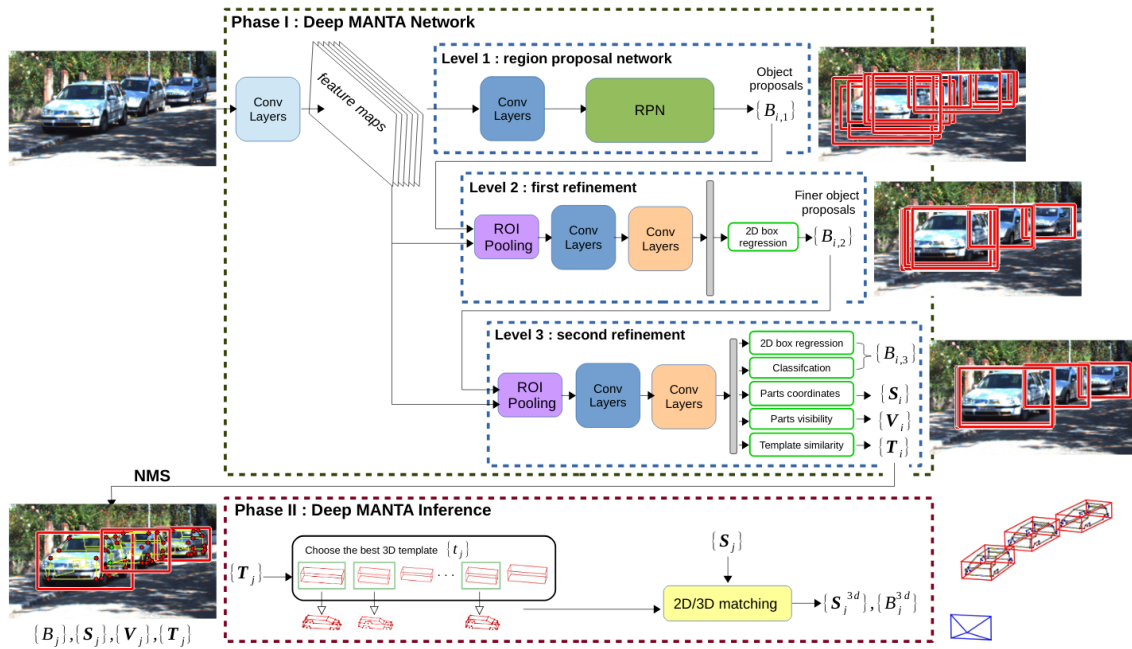 Phase I : Deep MANTA Network
Conv
Layers
feature maps
Level 1 : region proposal network
Conv
Layers
RPN
Object
proposals
{B_{i,1}}
Level 2 : first refinement
ROI
Pooling
Conv
Layers
Conv
Layers
2D box
regression
Finer object
proposals
{B_{i,2}}
Level 3 : second refinement
ROI
Pooling
Conv
Layers
Conv
Layers
2D box regression
Classifcation
{B_{i,3}}
Parts coordinates
{S_i}
Parts visibility
{V_i}
Template similarity
{T_i}
NMS
{B_j},{S_j},{V_j},{T_j}
Phase II : Deep MANTA Inference
{T_j}
Choose the best 3D template {t_j}
...
{S_j}
2D/3D matching
{S_j^{3d}},{B_j^{3d}}